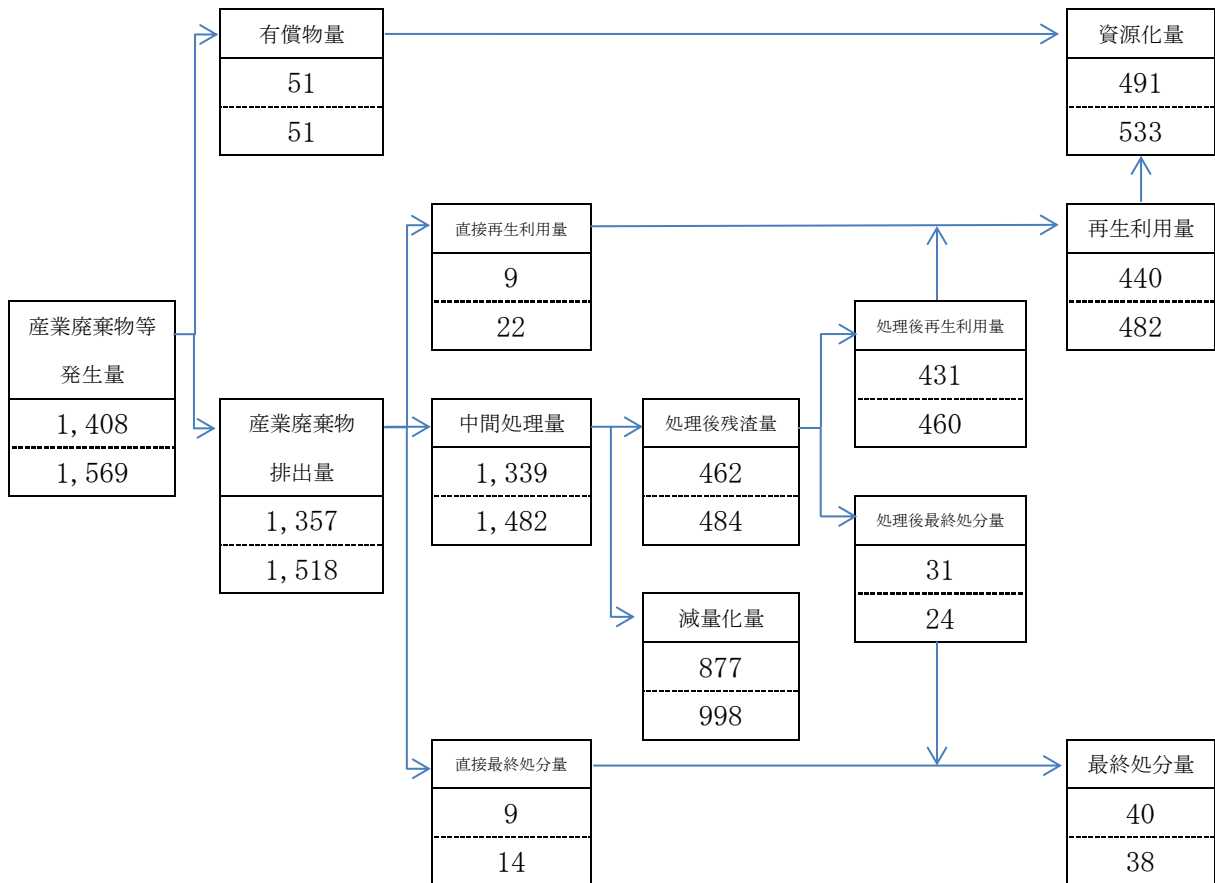 有償物量
51
51
資源化量
491
533
直接再生利用量
9
22
再生利用量
440
482
産業廃棄物等
発生量
1,408
1,569
処理後再生利用量
431
460
産業廃棄物
排出量
1,357
1,518
中間処理量
1,339
1,482
処理後残渣量
462
484
処理後最終処分量
31
24
減量化量
877
998
直接最終処分量
9
14
最終処分量
40
38